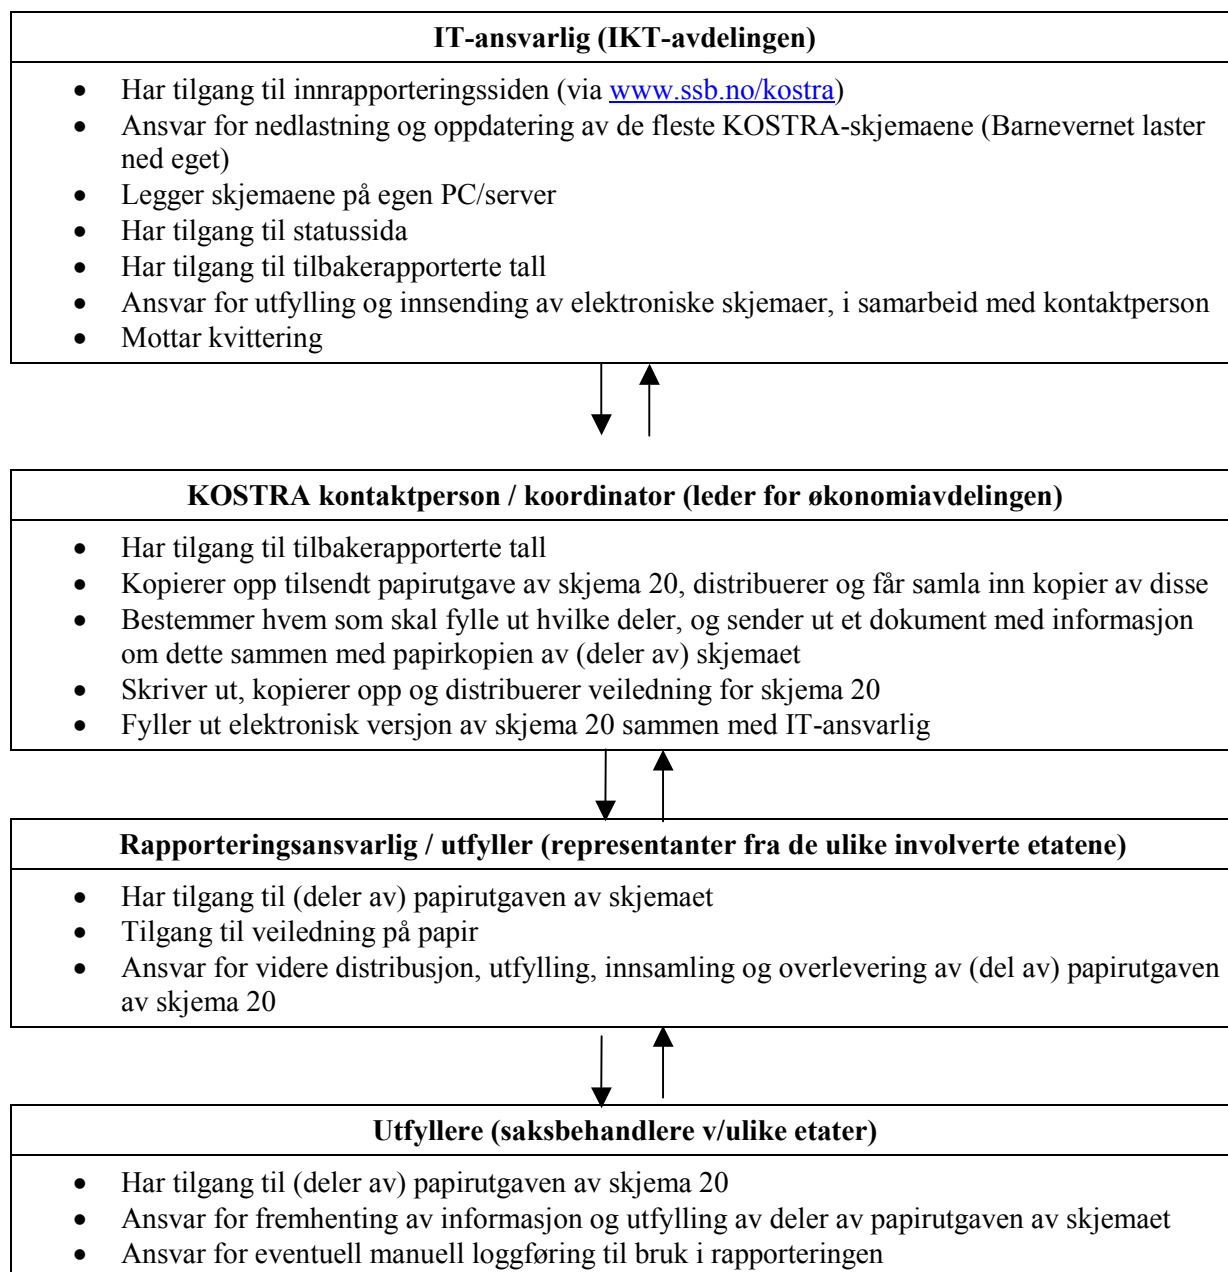 IT-ansvarlig (IKT-avdelingen)
• Har tilgang til innrapporteringssiden (via www.ssb.no/kostra)
• Ansvar for nedlastning og oppdatering av de fleste KOSTRA-skjemaene (Barnevernet laster
ned eget)
• Legger skjemaene på egen PC/server
• Har tilgang til statussida
• Har tilgang til tilbakerapporterte tall
• Ansvar for utfylling og innsending av elektroniske skjemaer, i samarbeid med kontaktperson
• Mottar kvittering
KOSTRA kontaktperson / koordinator (leder for økonomiavdelingen)
• Har tilgang til tilbakerapporterte tall
• Kopierer opp tilsendt papirutgave av skjema 20, distribuerer og får samla inn kopier av disse
• Bestemmer hvem som skal fylle ut hvilke deler, og sender ut et dokument med informasjon
om dette sammen med papirkopien av (deler av) skjemaet
• Skriver ut, kopierer opp og distribuerer veiledning for skjema 20
• Fyller ut elektronisk versjon av skjema 20 sammen med IT-ansvarlig
Rapporteringsansvarlig / utfyller (representanter fra de ulike involverte etatene)
• Har tilgang til (deler av) papirutgaven av skjemaet
• Tilgang til veiledning på papir
• Ansvar for videre distribusjon, utfylling, innsamling og overlevering av (del av) papirutgaven
av skjema 20
Utfyllere (saksbehandlere v/ulike etater)
• Har tilgang til (deler av) papirutgaven av skjema 20
• Ansvar for fremhenting av informasjon og utfylling av deler av papirutgaven av skjemaet
• Ansvar for eventuell manuell loggføring til bruk i rapporteringen